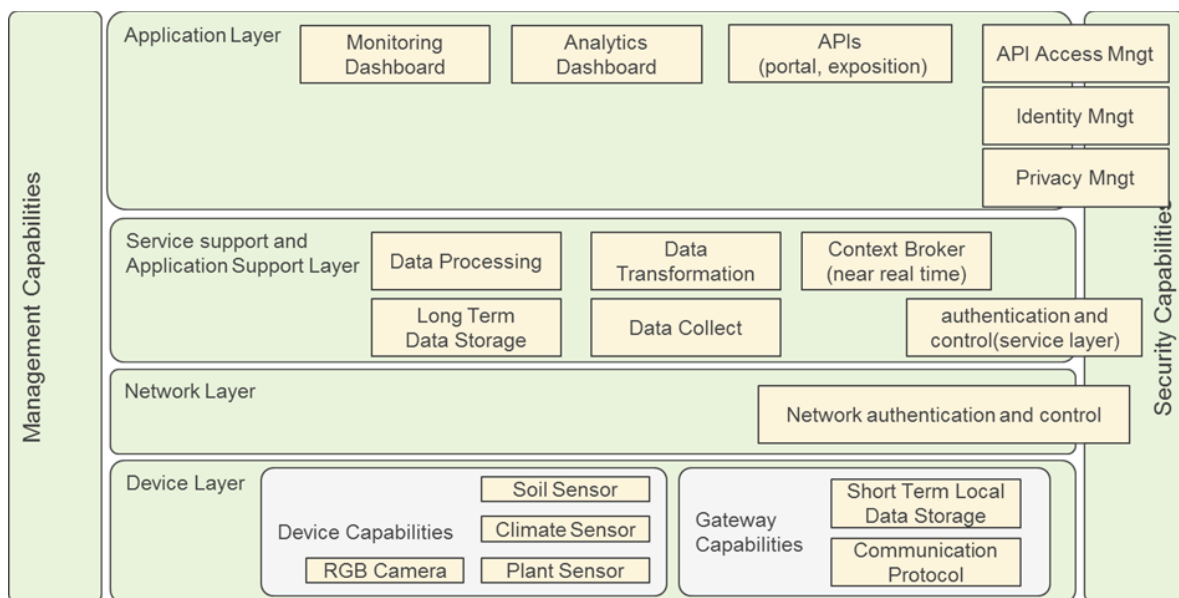 Management Capabilities
Application Layer
Monitoring
Dashboard
Analytics
Dashboard
APIs
(portal, exposition)
API Access Mngt
Identity Mngt
Privacy Mngt
Service support and
Application Support Layer
Data Processing
Data
Transformation
Context Broker
(near real time)
Long Term
Data Storage
Data Collect
authentication and
control(service layer)
Network Layer
Network authentication and control
Device Layer
Device Capabilities
Soil Sensor
Climate Sensor
RGB Camera
Plant Sensor
Gateway
Capabilities
Short Term Local
Data Storage
Communication
Protocol
Security Capabilities